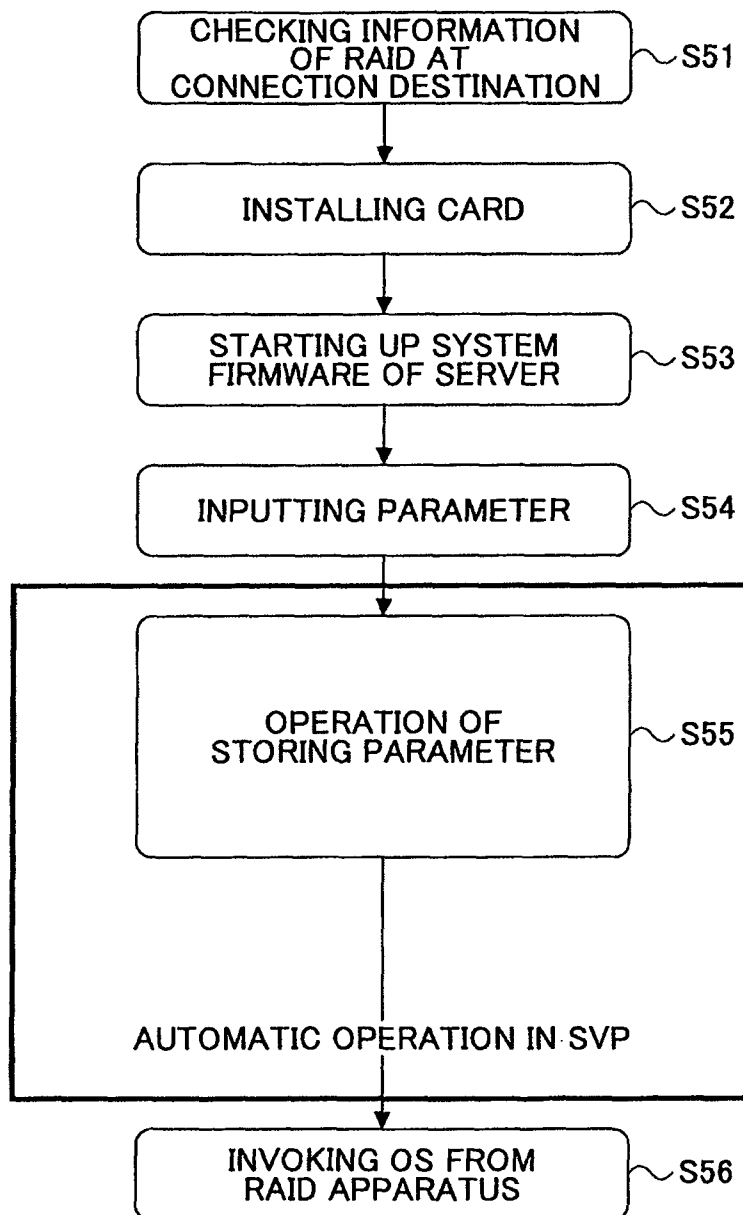 CHECKING INFORMATION
OF RAID AT
CONNECTION DESTINATION
S51
INSTALLING CARD
S52
STARTING UP SYSTEM
FIRMWARE OF SERVER
S53
INPUTTING PARAMETER
S54
OPERATION OF
STORING PARAMETER
S55
AUTOMATIC OPERATION IN SVP
INVOKING OS FROM
RAID APPARATUS
S56